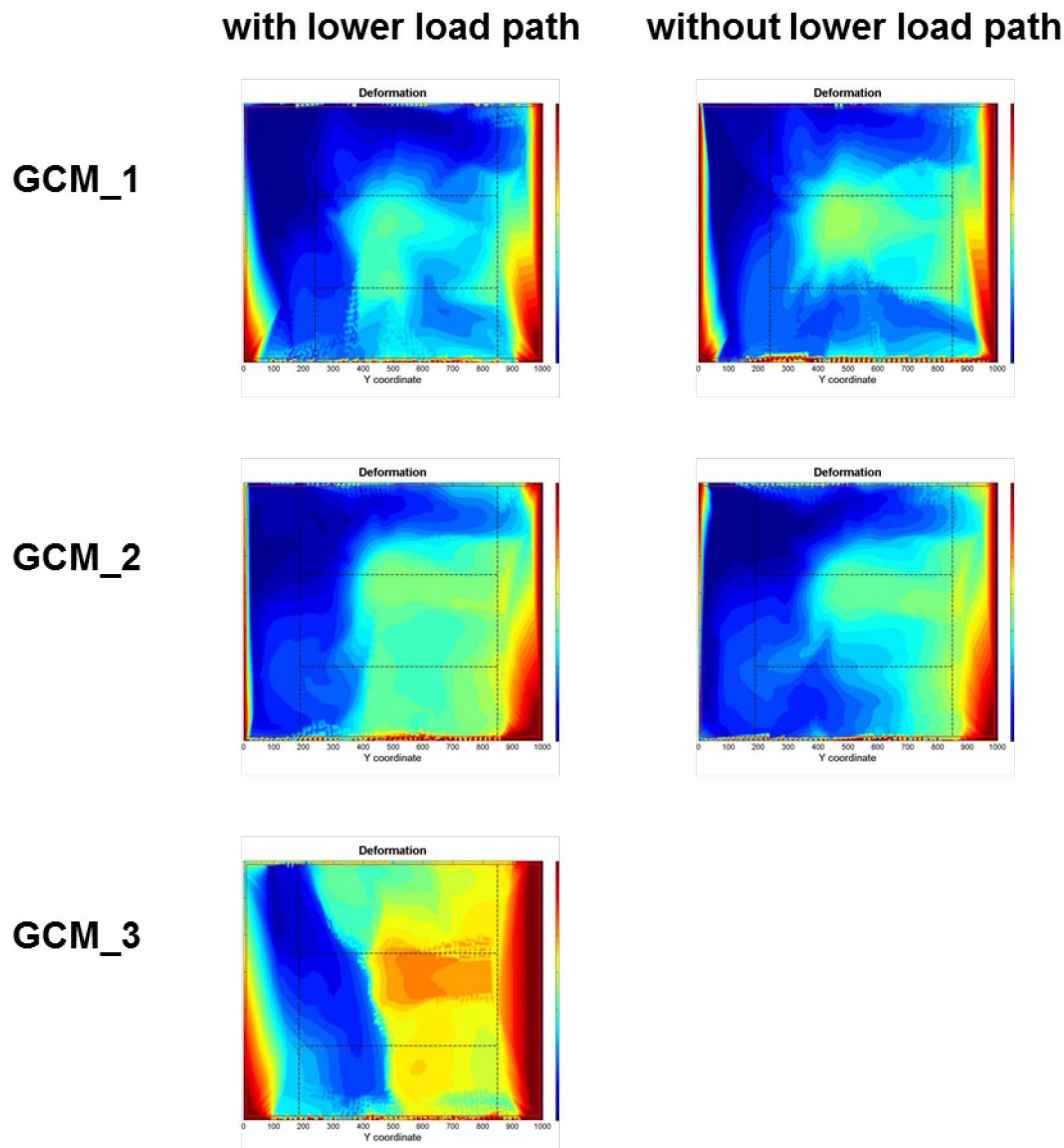 with lower load path without lower load path
GCM_1
Deformation Deformation
0 100 200 300 400 500 600 700 800 900 1000 0 100 200 300 400 500 600 700 800 900 1000
Y coordinate Y coordinate
GCM_2
Deformation Deformation
0 100 200 300 400 500 600 700 800 900 1000 0 100 200 300 400 500 600 700 800 900 1000
Y coordinate Y coordinate
GCM_3
Deformation
0 100 200 300 400 500 600 700 800 900 1000
Y coordinate